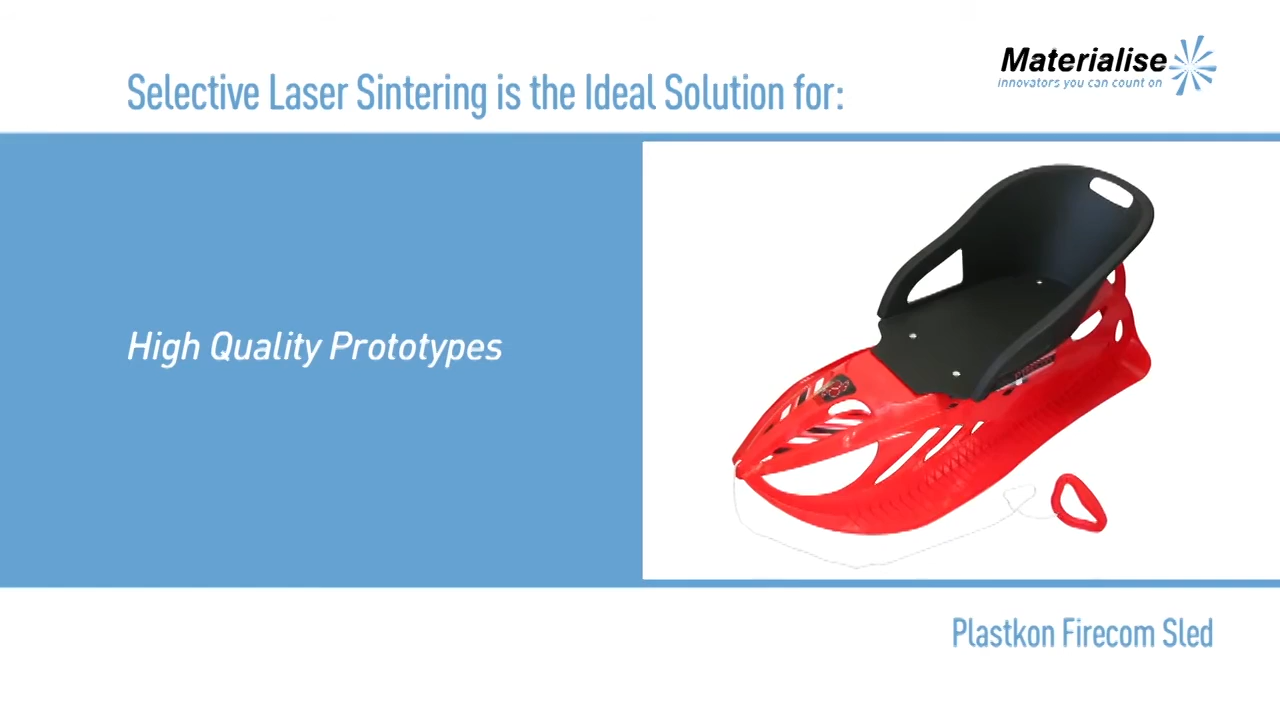 Selective Laser Sintering is the Ideal Solution for:
Materialise
innovators you can count on
High Quality Prototypes
Plastkon Firecom Sled